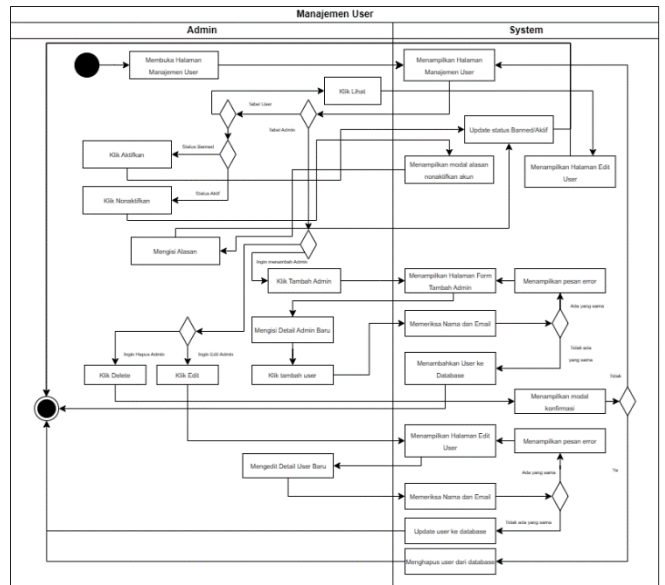 Manajemen User
Admin
System
Membuka Halaman
Manajemen User
Menampilkan Halaman
Manajemen User
Klik Lihat
Tabel User
Tabel Admin
Update status Banned/Aktif
Status Banned
Klik Aktifkan
Menampilkan modal alasan
nonaktifkan akun
Menampilkan Halaman Edit
User
Status Aktif
Klik Nonaktifkan
Mengisi Alasan
Ingin menambah Admin
Klik Tambah Admin
Menampilkan Halaman Form
Tambah Admin
Menampilkan pesan error
Ada yang sama
Mengisi Detail Admin Baru
Memeriksa Nama dan Email
Tidak ada
yang sama
Ingin Hapus Admin
Ingin Edit Admin
Klik Delete
Klik Edit
Klik tambah user
Menambahkan User ke
Database
Tidak
Menampilkan modal
konfirmasi
Menampilkan Halaman Edit
User
Menampilkan pesan error
Mengedit Detail User Baru
Ada yang sama
Ya
Memeriksa Nama dan Email
Tidak ada yang sama
Update user ke database
Menghapus user dari database